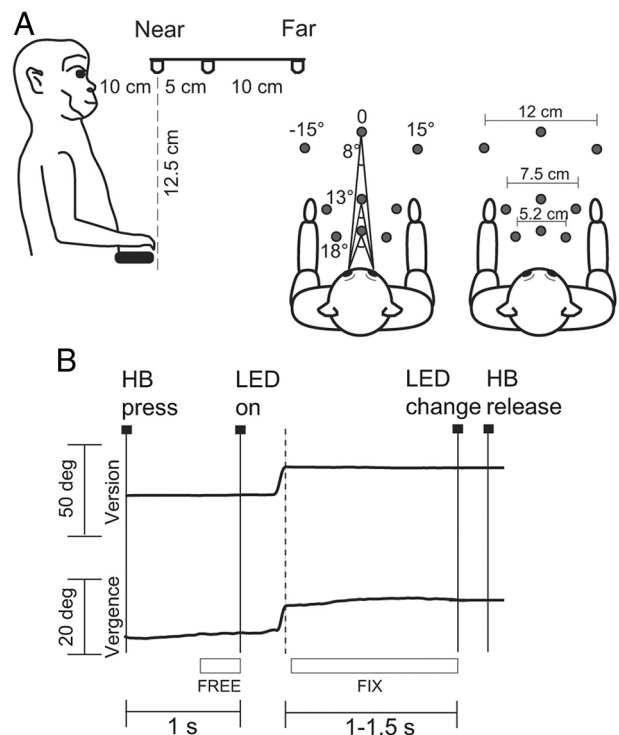 A
Near
Far
10 cm
5 cm
10 cm
12.5 cm
0
-15°
15°
8°
13°
18°
12 cm
7.5 cm
5.2 cm
B
HB
press
LED
on
LED
change
HB
release
50 deg
Version
20 deg
Vergence
FREE
FIX
1 s
1-1.5 s